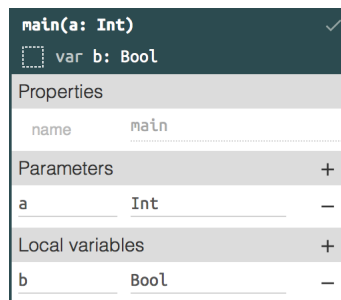 main(a: Int)
var b: Bool
Properties
name main
Parameters +
a Int −
Local variables +
b Bool −